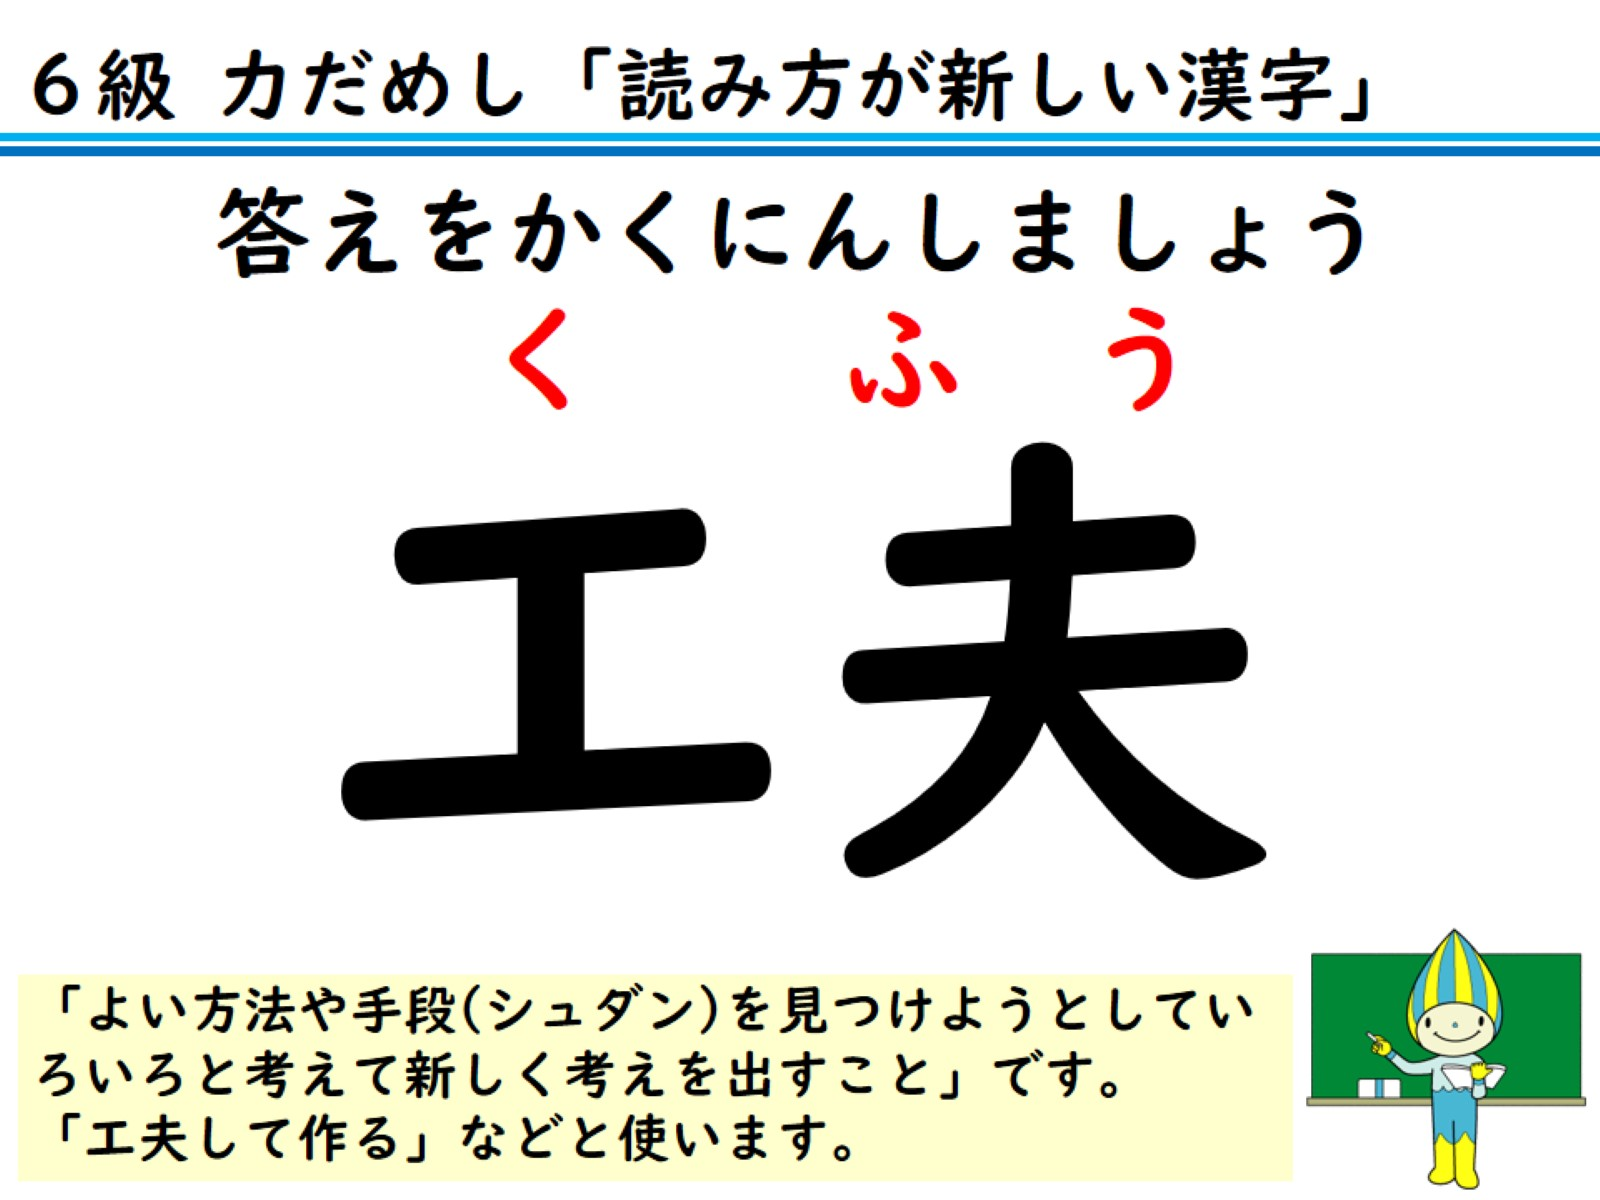 ６級 力だめし「読み方が新しい漢字」
答えをかくにんしましょう
く ふう
工夫
「よい方法や手段(シュダン)を見つけようとしてい
ろいろと考えて新しく考えを出すこと」です。
「工夫して作る」などと使います。